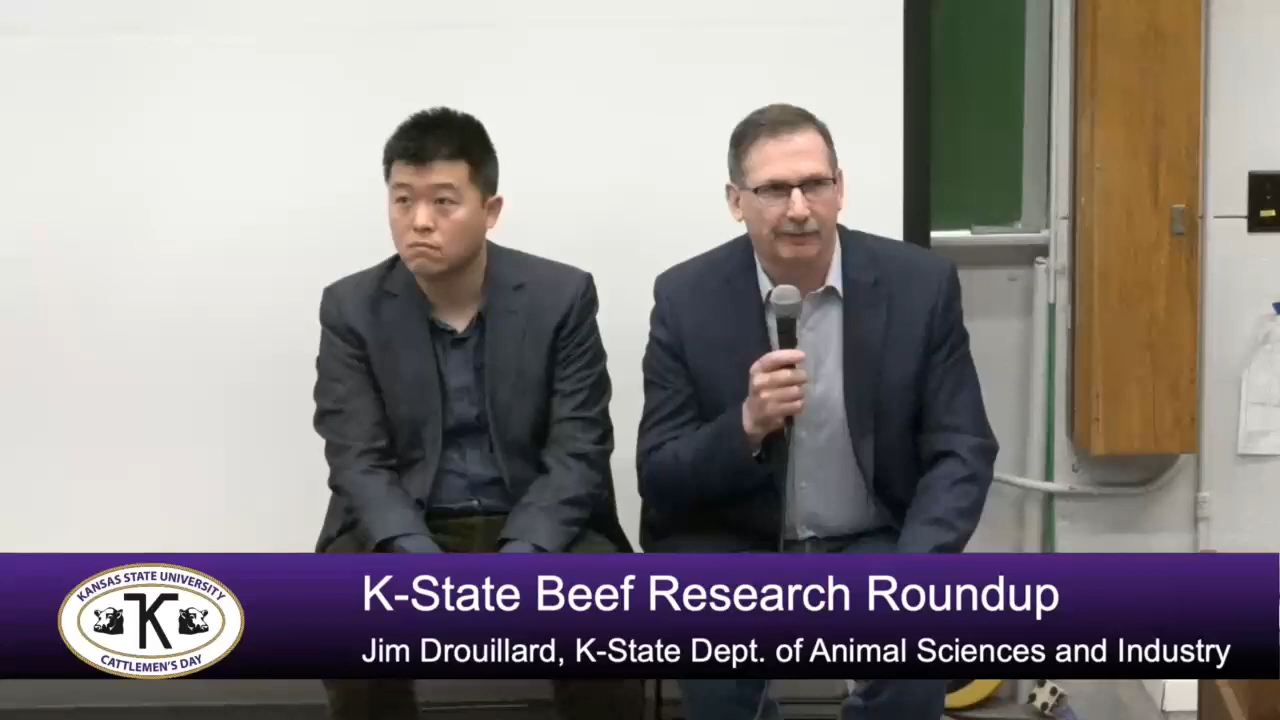 KANSAS STATE UNIVERSITY
K
CATTLEMEN'S DAY
K-State Beef Research Roundup
Jim Drouillard, K-State Dept. of Animal Sciences and Industry